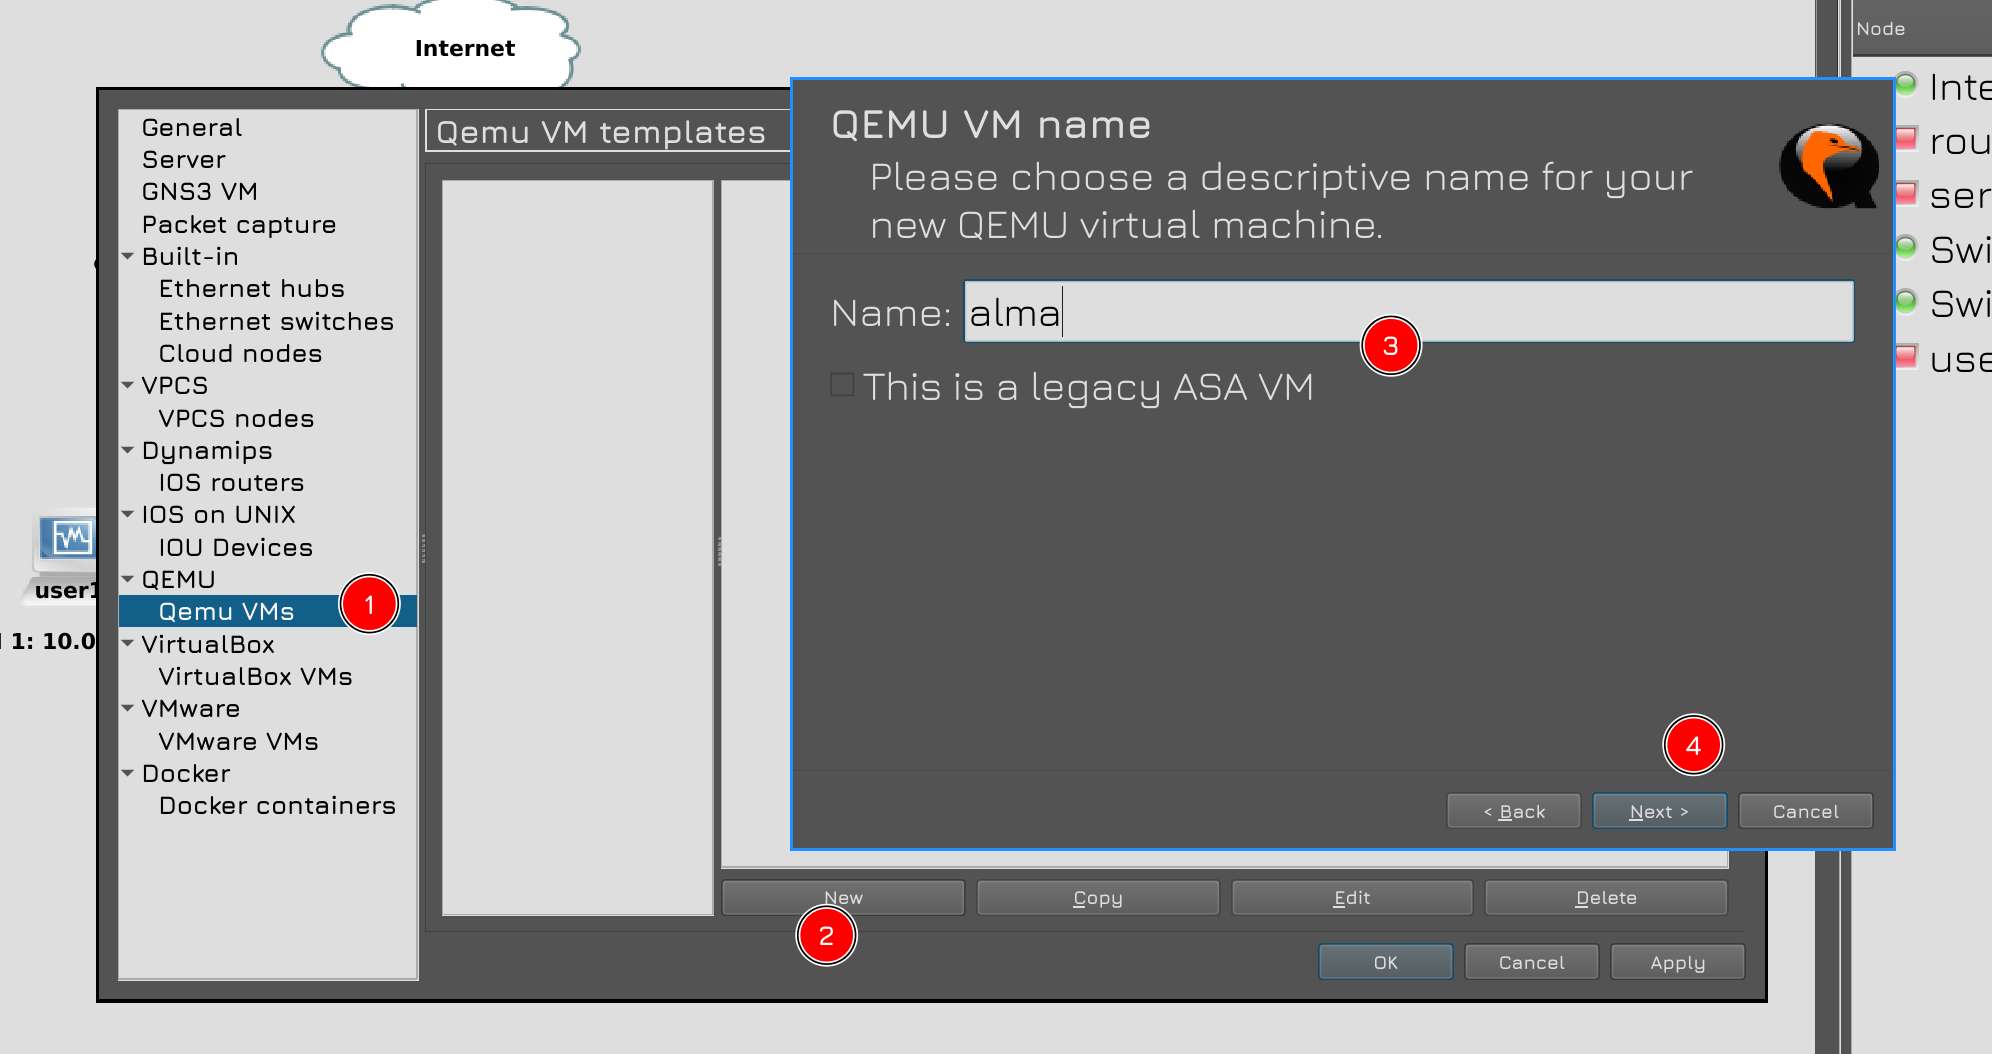 Internet
Node
General
Server
GNS3 VM
Packet capture
Built-in
Ethernet hubs
Ethernet switches
Cloud nodes
VPCS
VPCS nodes
Dynamips
IOS routers
IOS on UNIX
IOU Devices
QEMU
Qemu VMs
VirtualBox
VirtualBox VMs
VMware
VMware VMs
Docker
Docker containers
1
user1
1: 10.0
Qemu VM templates
QEMU VM name
Please choose a descriptive name for your
new QEMU virtual machine.
Name: alma
3
This is a legacy ASA VM
4
< Back Next > Cancel
New Copy Edit Delete
2
OK Cancel Apply
Inte
rou
ser
Swi
Swi
use